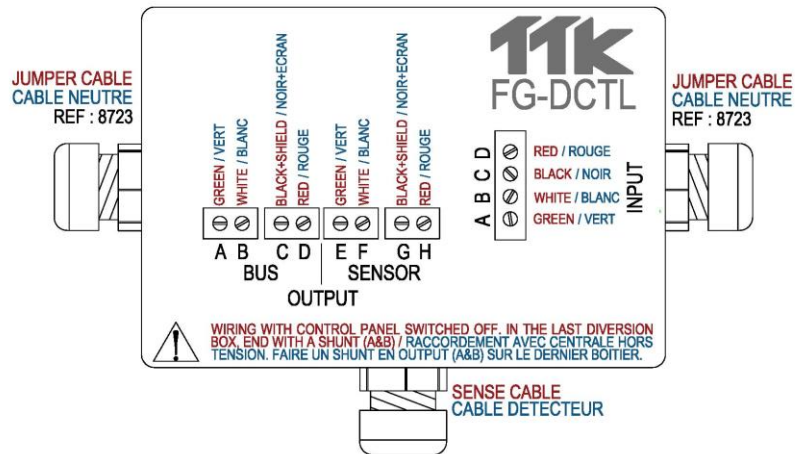 TTK
FG-DCTL
JUMPER CABLE
CABLE NEUTRE
REF : 8723
JUMPER CABLE
CABLE NEUTRE
REF : 8723
GREEN / VERT
WHITE / BLANC
BLACK+SHIELD / NOIR+ECRAN
RED / ROUGE
GREEN / VERT
WHITE / BLANC
BLACK+SHIELD / NOIR+ECRAN
RED / ROUGE
A B C D E F G H
BUS SENSOR
OUTPUT
D RED / ROUGE
C BLACK / NOIR
B WHITE / BLANC
A GREEN / VERT
INPUT
WIRING WITH CONTROL PANEL SWITCHED OFF. IN THE LAST DIVERSION
BOX, END WITH A SHUNT (A&B) / RACCORDEMENT AVEC CENTRALE HORS
TENSION. FAIRE UN SHUNT EN OUTPUT (A&B) SUR LE DERNIER BOITIER.
SENSE CABLE
CABLE DETECTEUR